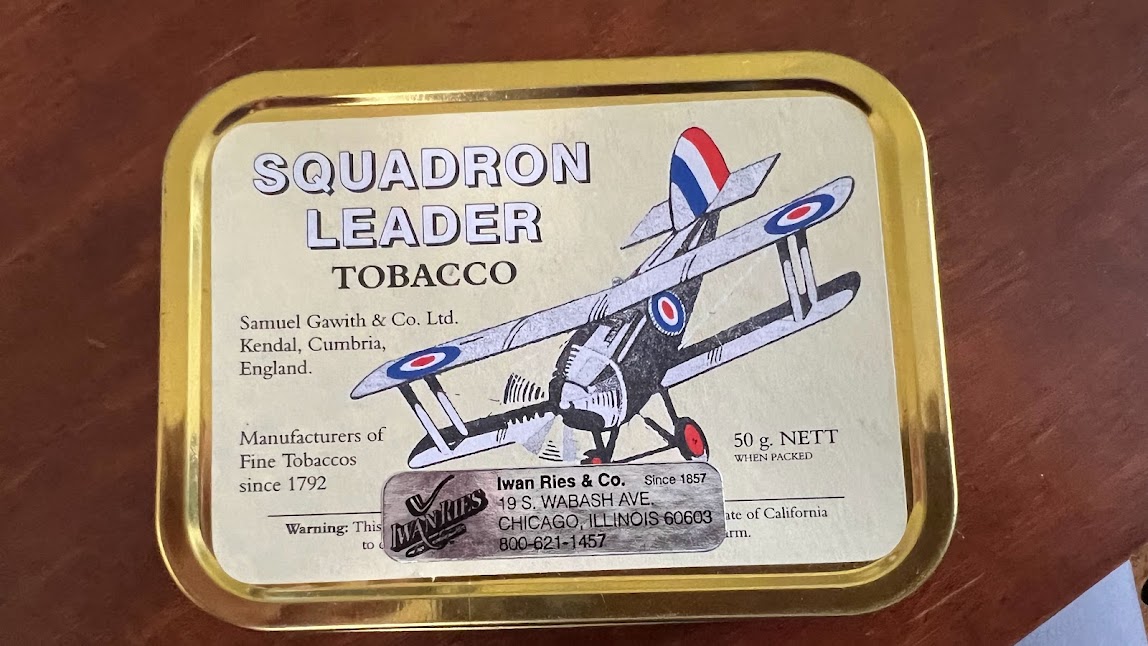 SQUADRON
LEADER
TOBACCO
Samuel Gawith & Co. Ltd.
Kendal, Cumbria,
England.
Manufacturers of
Fine Tobaccos
since 1792
50 g. NETT
WHEN PACKED
Iwan Ries & Co. Since 1857
19 S. WABASH AVE.
CHICAGO, ILLINOIS 60603
800-621-1457
IWAN RIES
Warning: This
of California
to